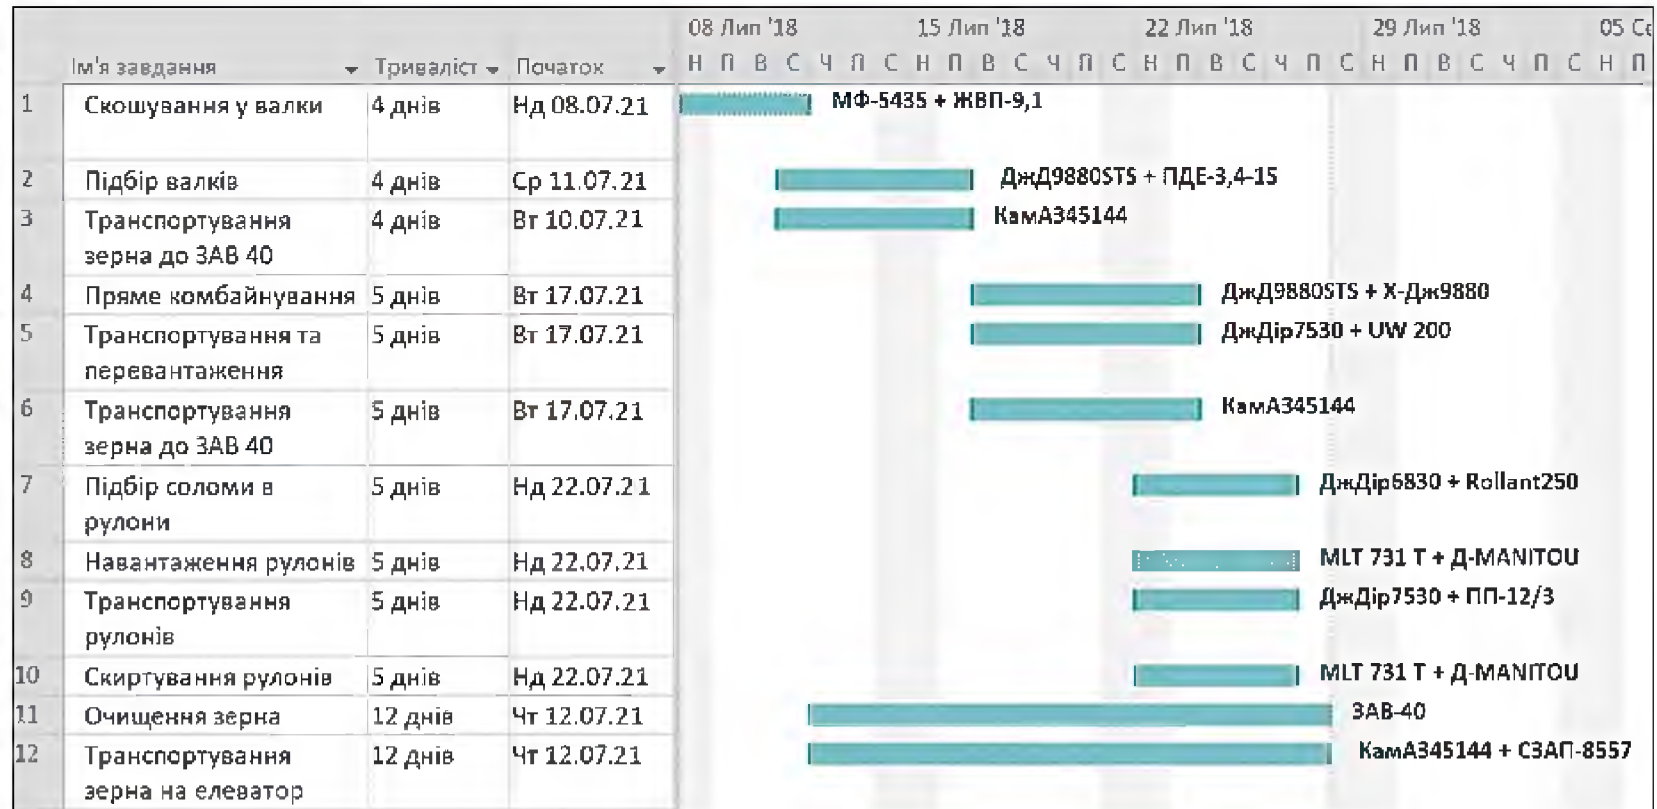 08 Лип '18 15 Лип '18 22 Лип '18 29 Лип '18 05 Се
Ім'я завдання Триваліст Початок Н П В С Ч П С Н П В С Ч П С Н П В С Ч П С Н П В С Ч П С Н П
1 Скошування у валки 4 днів Нд 08.07.21 МФ-5435 + ЖВП-9,1
2 Підбір валків 4 днів Ср 11.07.21 ДжД9880STS + ПДЕ-3,4-15
3 Транспортування 4 днів Вт 10.07.21 КамАЗ45144
зерна до ЗАВ 40
4 Пряме комбайнування 5 днів Вт 17.07.21 ДжД9880STS + Х-Дж9880
5 Транспортування та 5 днів Вт 17.07.21 ДжДір7530 + UW 200
перевантаження
6 Транспортування 5 днів Вт 17.07.21 КамАЗ45144
зерна до ЗАВ 40
7 Підбір соломи в 5 днів Нд 22.07.21 ДжДір6830 + Rollant250
рулони
8 Навантаження рулонів 5 днів Нд 22.07.21 MLT 731 T + Д-MANITOU
9 Транспортування 5 днів Нд 22.07.21 ДжДір7530 + ПП-12/3
рулонів
10 Скиртування рулонів 5 днів Нд 22.07.21 MLT 731 T + Д-MANITOU
11 Очищення зерна 12 днів Чт 12.07.21 ЗАВ-40
12 Транспортування 12 днів Чт 12.07.21 КамАЗ45144 + СЗАП-8557
зерна на елеватор